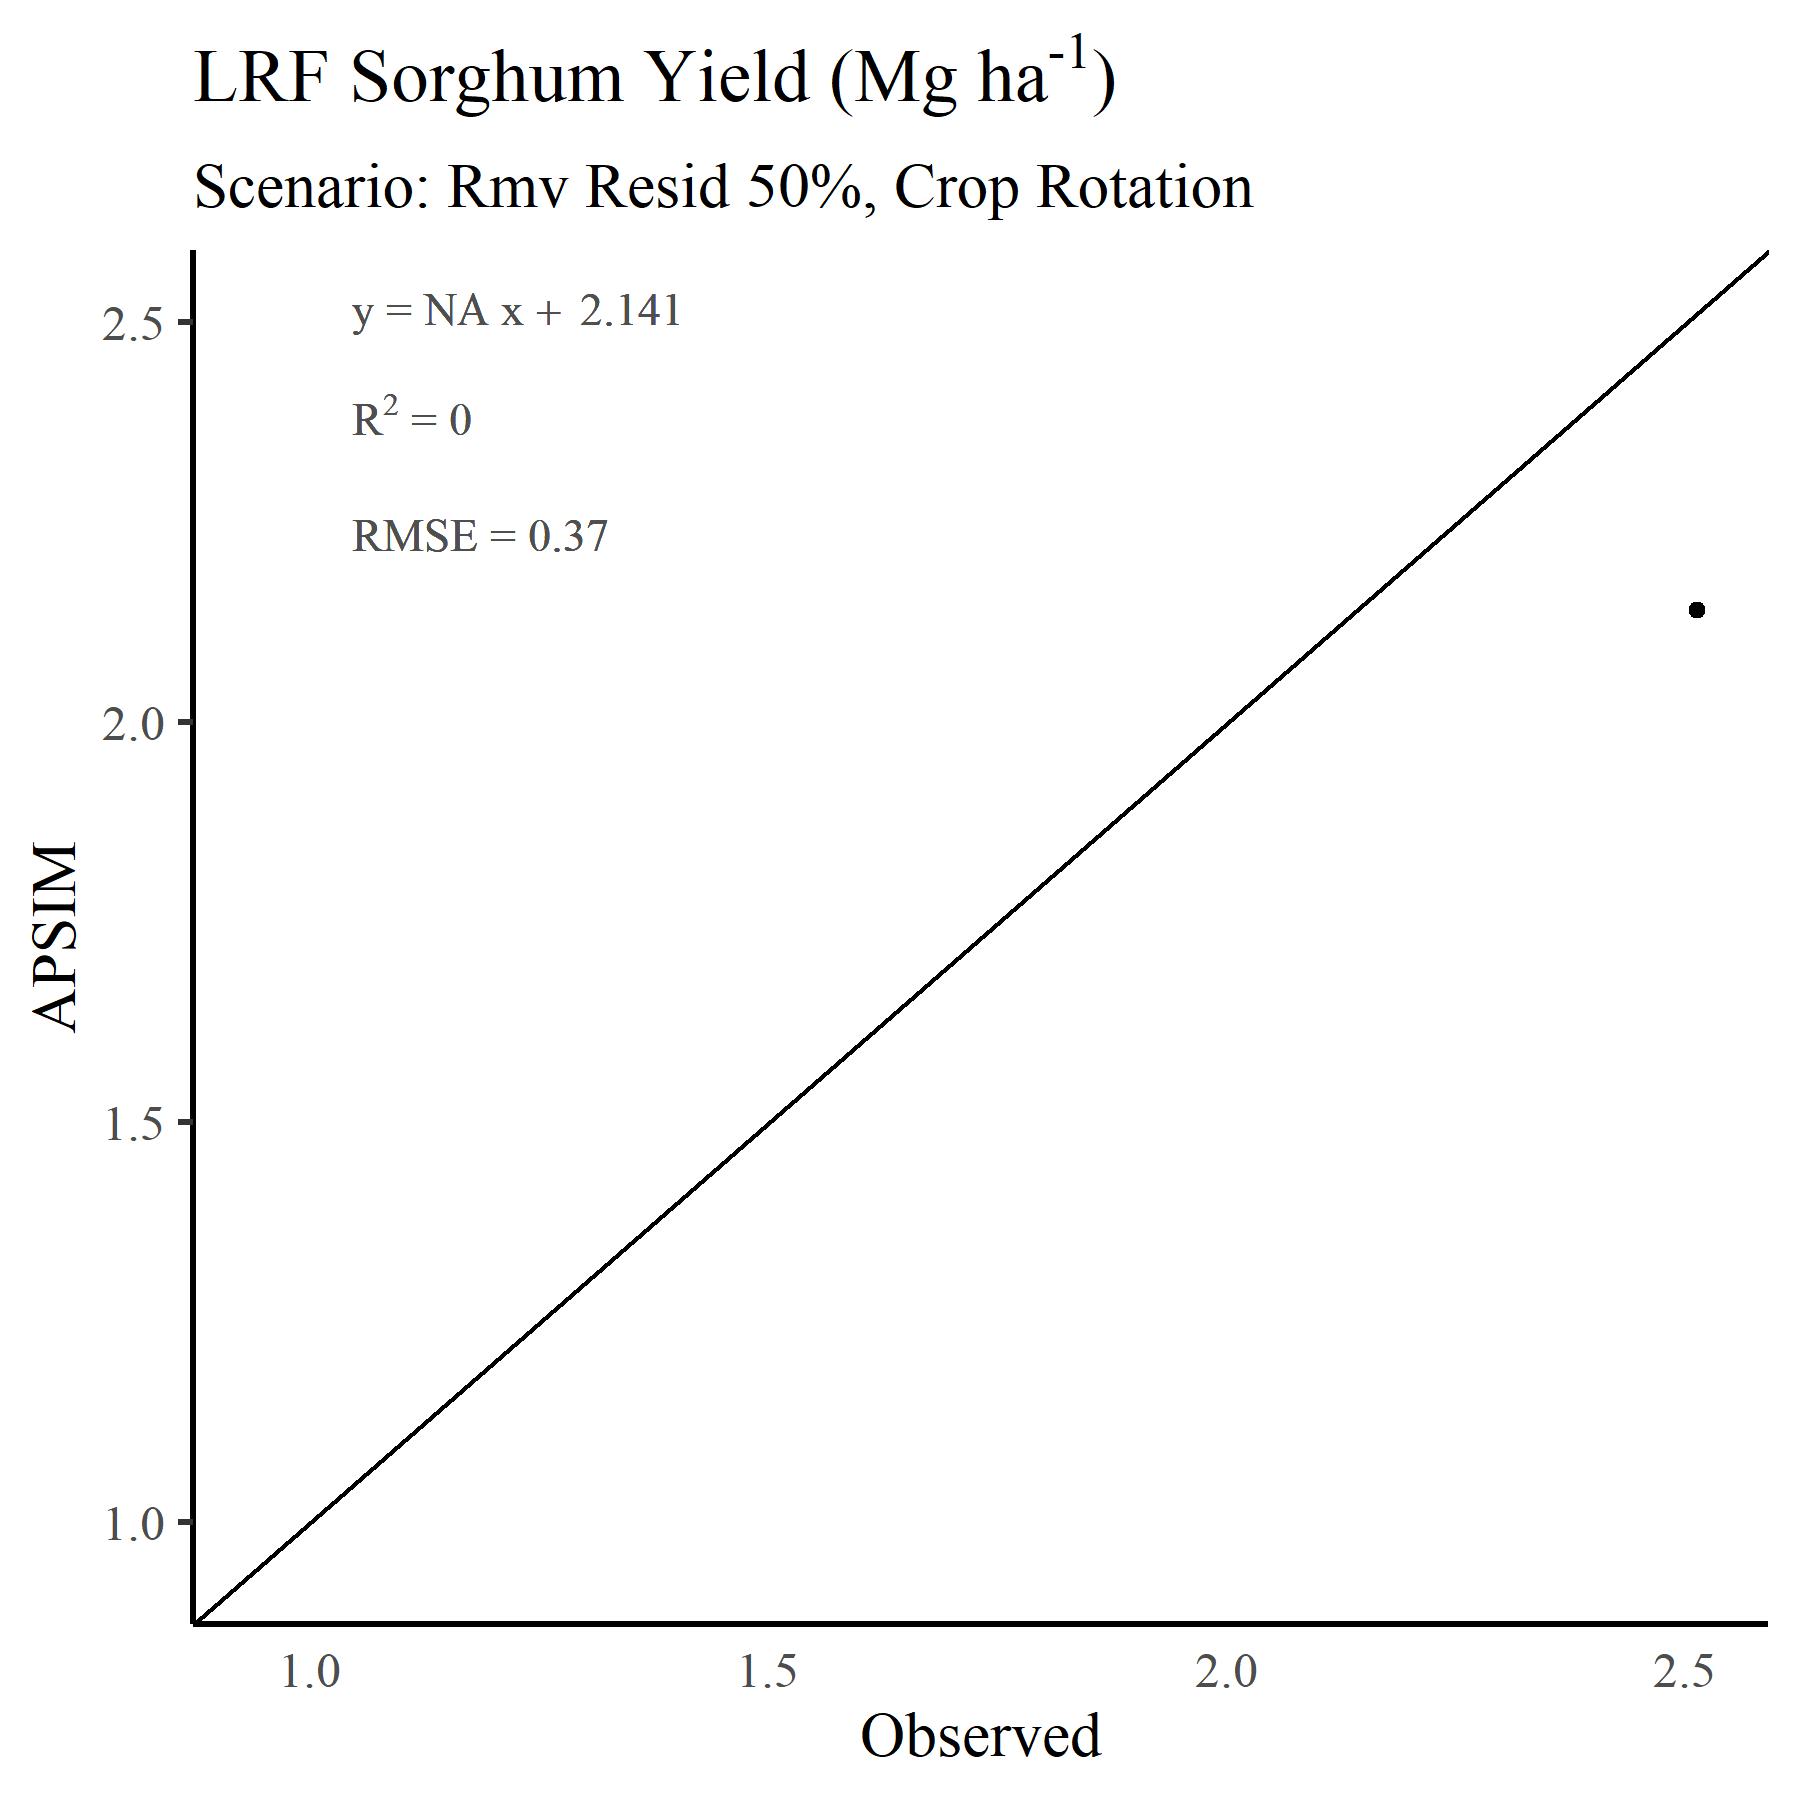 LRF Sorghum Yield (Mg ha⁻¹)
Scenario: Rmv Resid 50%, Crop Rotation
y = NA x + 2.141
R² = 0
RMSE = 0.37
2.5
2.0
1.5
1.0
APSIM
1.0 1.5 2.0 2.5
Observed